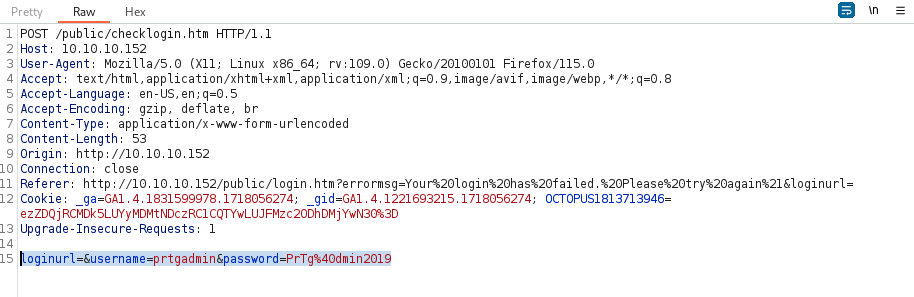 Pretty Raw Hex \n
1 POST /public/checklogin.htm HTTP/1.1
2 Host: 10.10.10.152
3 User-Agent: Mozilla/5.0 (X11; Linux x86_64; rv:109.0) Gecko/20100101 Firefox/115.0
4 Accept: text/html,application/xhtml+xml,application/xml;q=0.9,image/avif,image/webp,*/*;q=0.8
5 Accept-Language: en-US,en;q=0.5
6 Accept-Encoding: gzip, deflate, br
7 Content-Type: application/x-www-form-urlencoded
8 Content-Length: 53
9 Origin: http://10.10.10.152
10 Connection: close
11 Referer: http://10.10.10.152/public/login.htm?errormsg=Your%20login%20has%20failed.%20Please%20try%20again%21&loginurl=
12 Cookie: _ga=GA1.4.1831599978.1718056274; _gid=GA1.4.1221693215.1718056274; OCTOPUS1813713946=
ezZDQjRCMDk5LUYyMDMtNDczRC1CQTYwLUJFMzc2ODhDMjYwN30%3D
13 Upgrade-Insecure-Requests: 1
14
15 loginurl=&username=prtgadmin&password=PrTg%40dmin2019